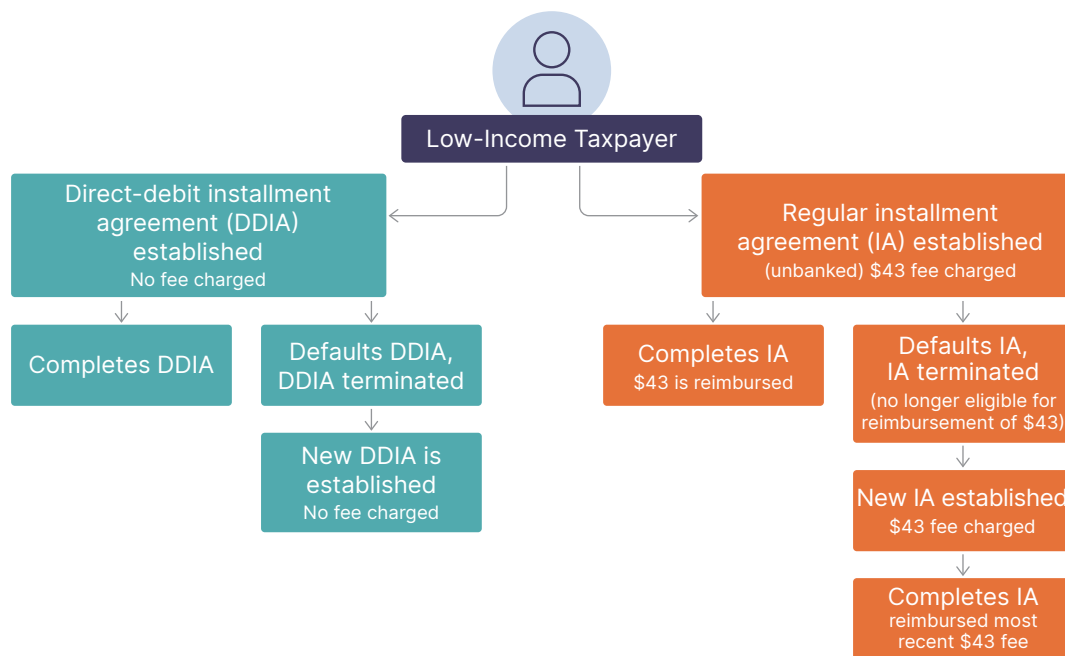 Low-Income Taxpayer
Direct-debit installment
agreement (DDIA)
established
No fee charged
Regular installment
agreement (IA) established
(unbanked) $43 fee charged
Completes DDIA
Defaults DDIA,
DDIA terminated
Completes IA
$43 is reimbursed
Defaults IA,
IA terminated
(no longer eligible for
reimbursement of $43)
New DDIA is
established
No fee charged
New IA established
$43 fee charged
Completes IA
reimbursed most
recent $43 fee